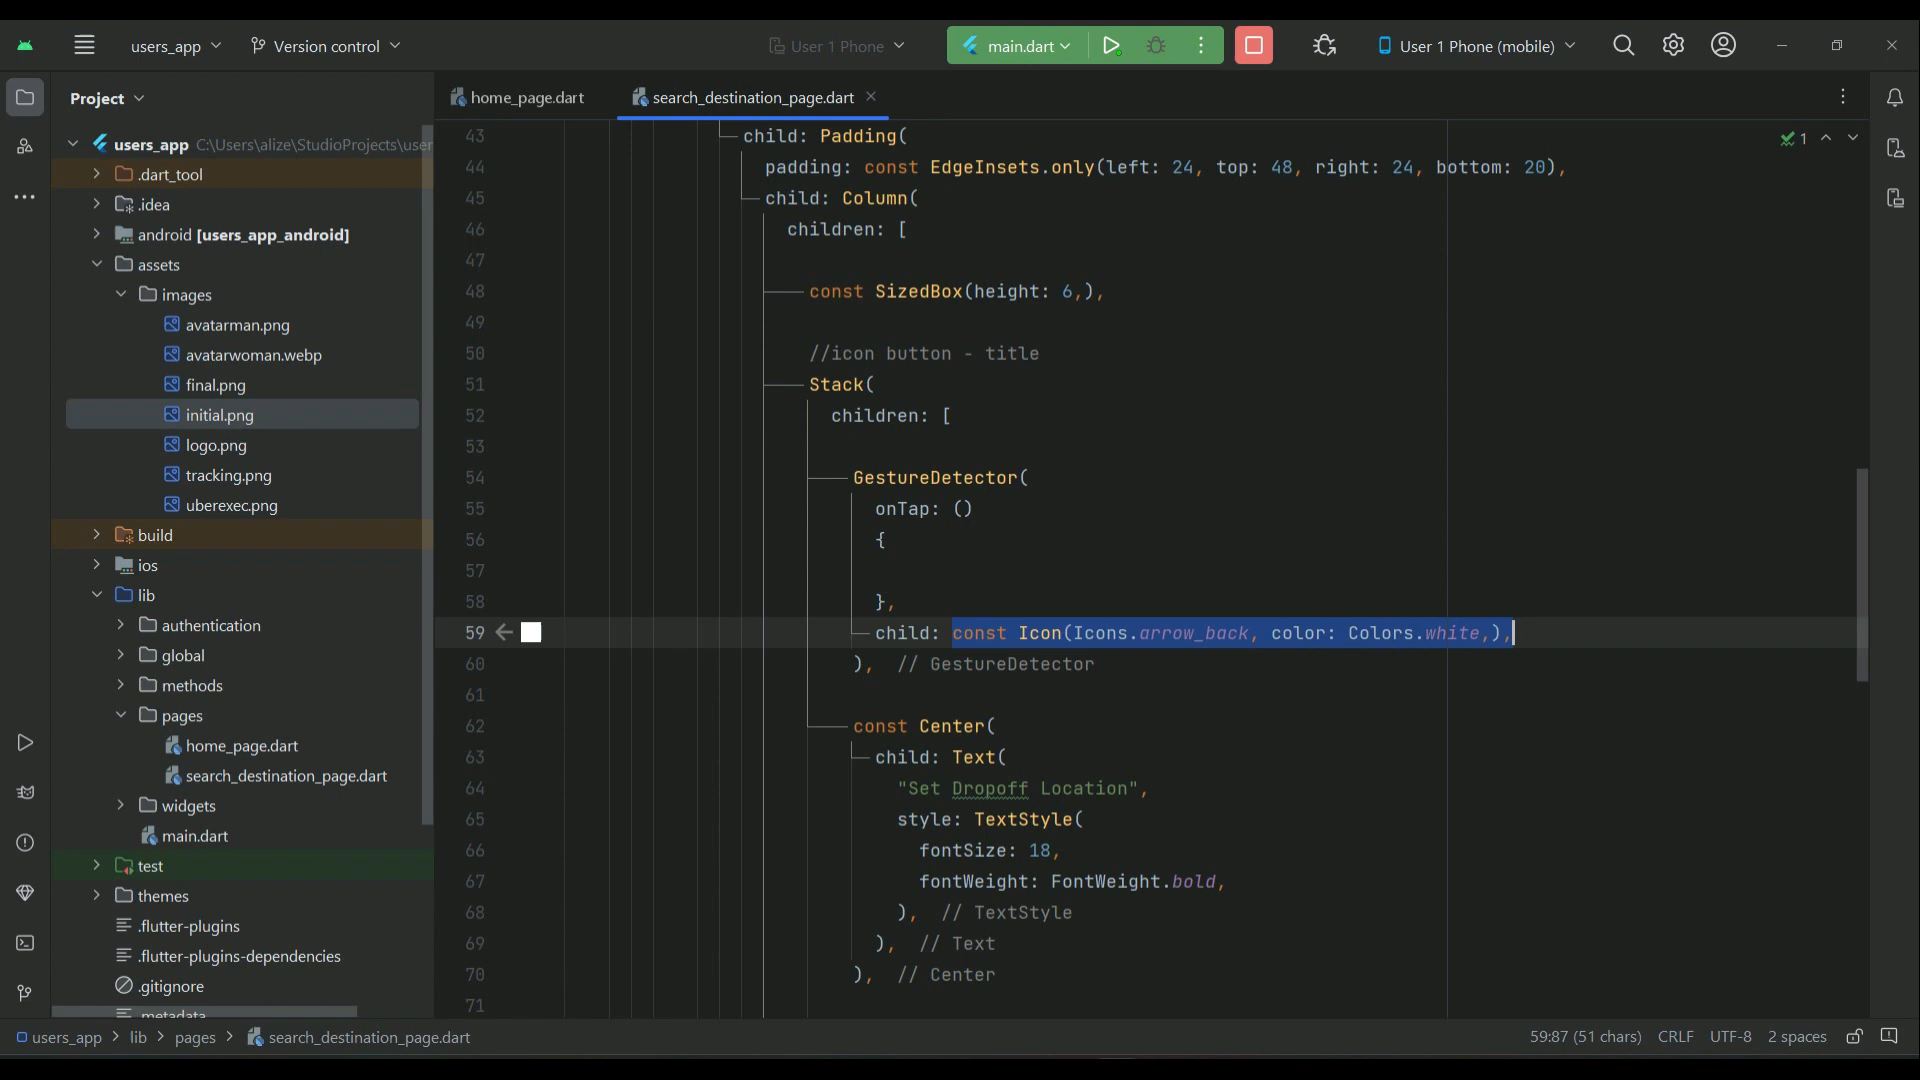 users_app
Version control
User 1 Phone
main.dart
User 1 Phone (mobile)
Project
home_page.dart
search_destination_page.dart
users_app C:\Users\alize\StudioProjects\user
.dart_tool
.idea
android [users_app_android]
assets
images
avatarman.png
avatarwoman.webp
final.png
initial.png
logo.png
tracking.png
uberexec.png
build
ios
lib
authentication
global
methods
pages
home_page.dart
search_destination_page.dart
widgets
main.dart
test
themes
.flutter-plugins
.flutter-plugins-dependencies
.gitignore
.metadata
1
43 child: Padding(
44 padding: const EdgeInsets.only(left: 24, top: 48, right: 24, bottom: 20),
45 child: Column(
46 children: [
47
48 const SizedBox(height: 6,),
49
50 //icon button - title
51 Stack(
52 children: [
53
54 GestureDetector(
55 onTap: ()
56 {
57
58 },
59 child: const Icon(Icons.arrow_back, color: Colors.white,),
60 ), // GestureDetector
61
62 const Center(
63 child: Text(
64 "Set Dropoff Location",
65 style: TextStyle(
66 fontSize: 18,
67 fontWeight: FontWeight.bold,
68 ), // TextStyle
69 ), // Text
70 ), // Center
71
users_app > lib > pages > search_destination_page.dart
59:87 (51 chars) CRLF UTF-8 2 spaces